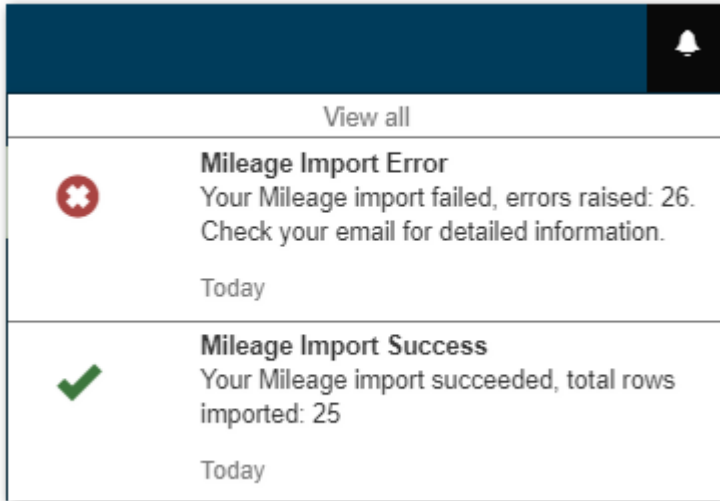 View all
Mileage Import Error
Your Mileage import failed, errors raised: 26.
Check your email for detailed information.
Today
Mileage Import Success
Your Mileage import succeeded, total rows
imported: 25
Today